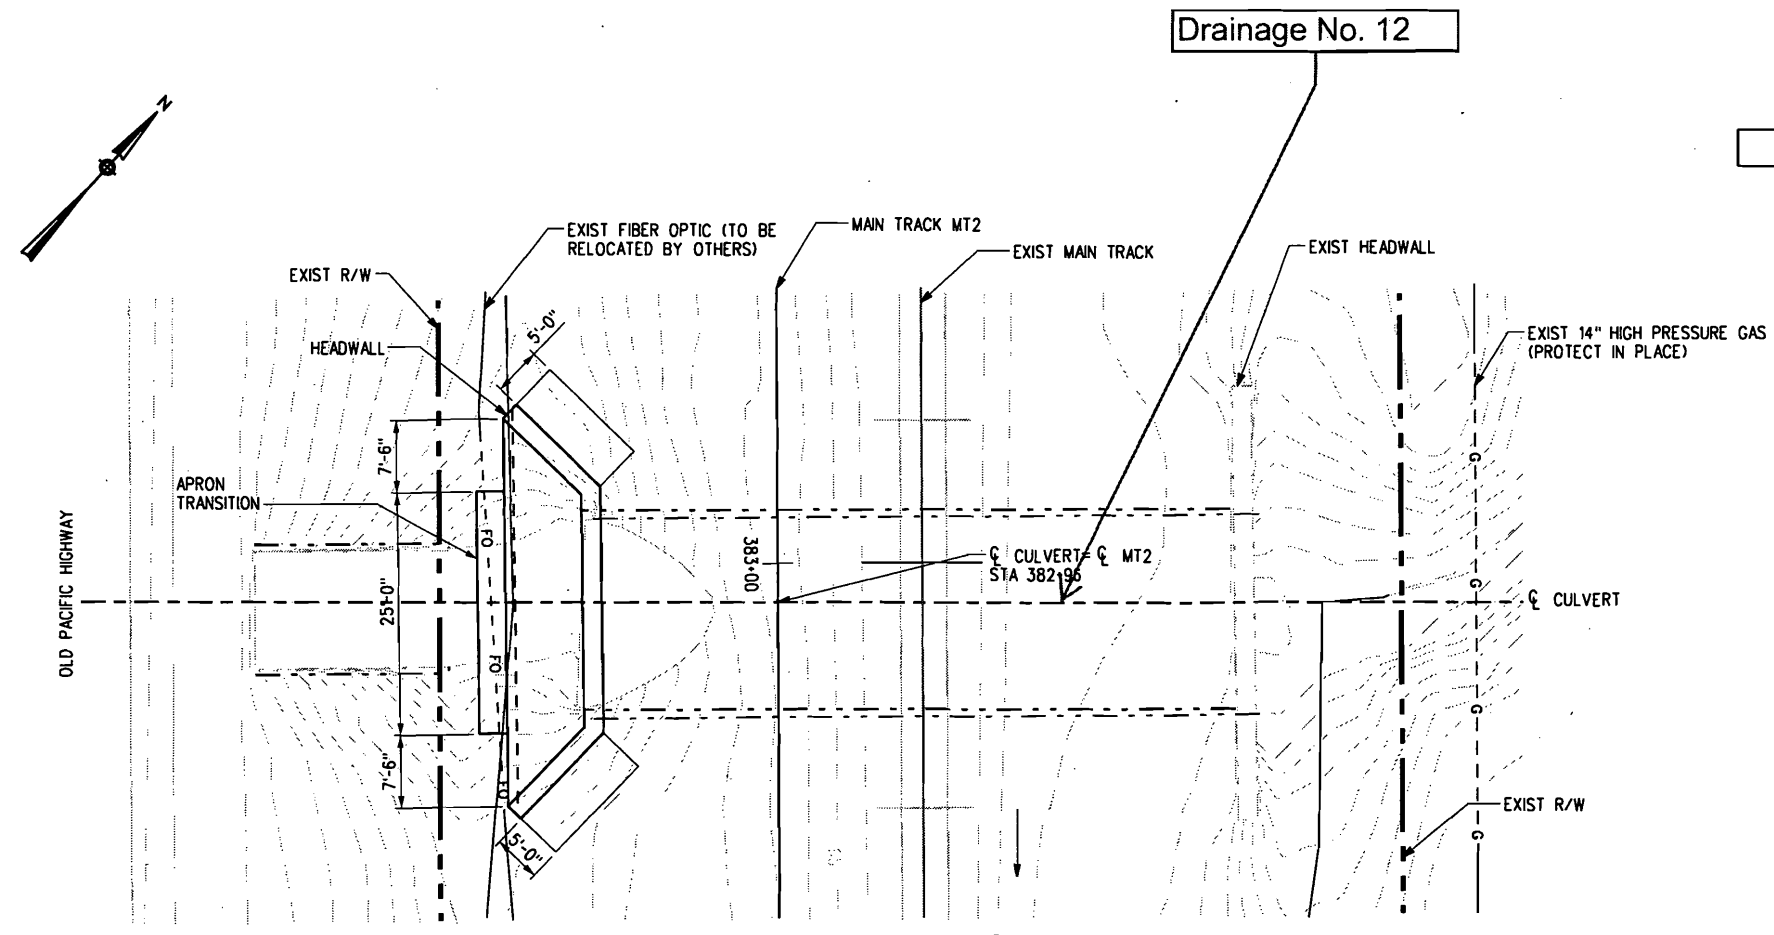 Drainage No. 12
N
EXIST FIBER OPTIC (TO BE
RELOCATED BY OTHERS)
MAIN TRACK MT2
EXIST MAIN TRACK
EXIST HEADWALL
EXIST R/W
HEADWALL
5'-0"
EXIST 14" HIGH PRESSURE GAS
(PROTECT IN PLACE)
7'-6"
APRON
TRANSITION
G
FO
383+00
℄ CULVERT= ℄ MT2
STA 382+96
G
25'-0"
℄ CULVERT
OLD PACIFIC HIGHWAY
FO
G
7'-6"
FO
EXIST R/W
G
5'-0"